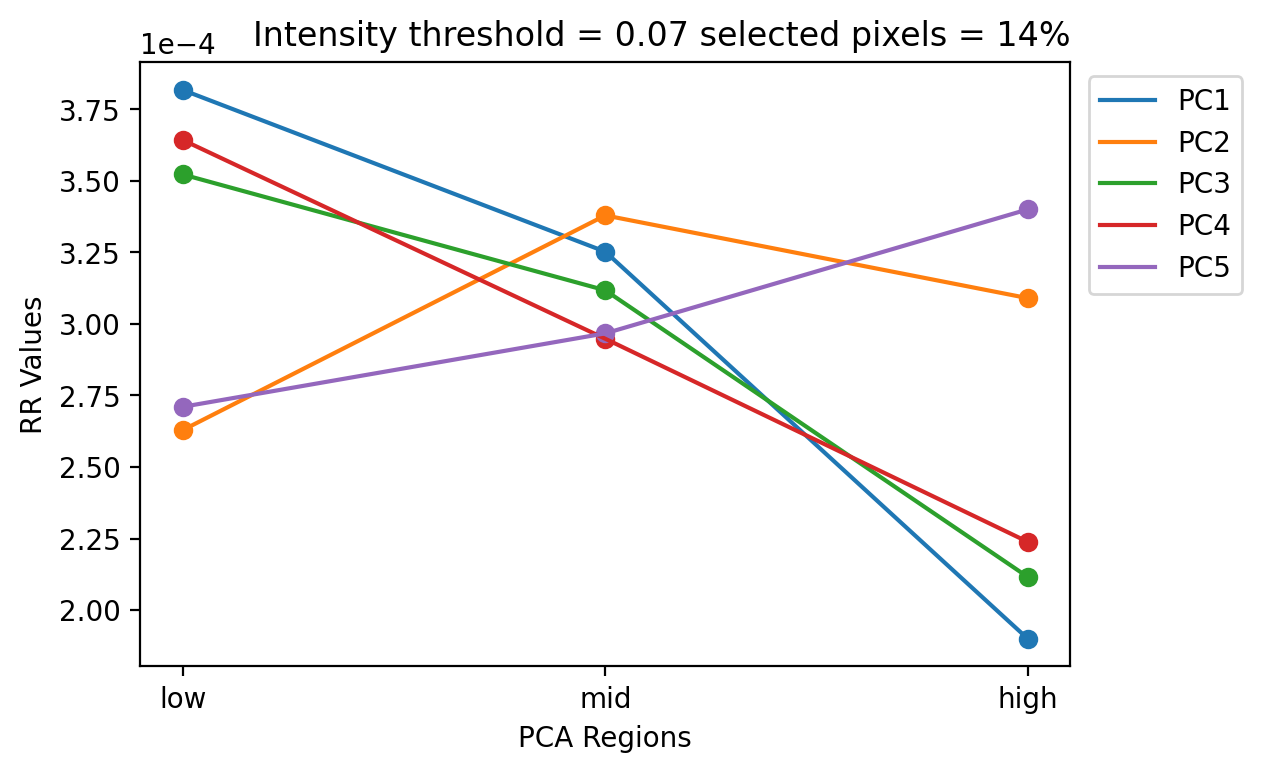 Intensity threshold = 0.07 selected pixels = 14%
1e−4
3.75
3.50
3.25
3.00
2.75
2.50
2.25
2.00
RR Values
low
mid
high
PCA Regions
PC1
PC2
PC3
PC4
PC5